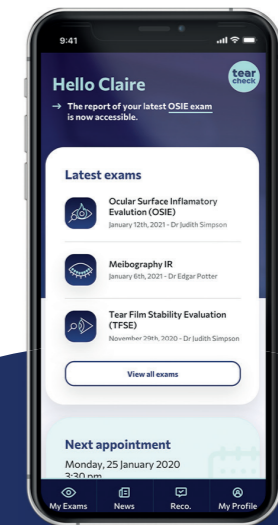 9:41
Hello Claire
tear
check
→ The report of your latest OSIE exam
is now accessible.
Latest exams
Ocular Surface Inflamatory
Evalution (OSIE)
January 12th, 2021 - Dr Judith Simpson
Meibography IR
January 6th, 2021 - Dr Edgar Potter
Tear Film Stability Evaluation
(TFSE)
November 29th, 2020 - Dr Judith Simpson
View all exams
Next appointment
Monday, 25 January 2020
3:30 pm
My Exams News Reco. My Profile